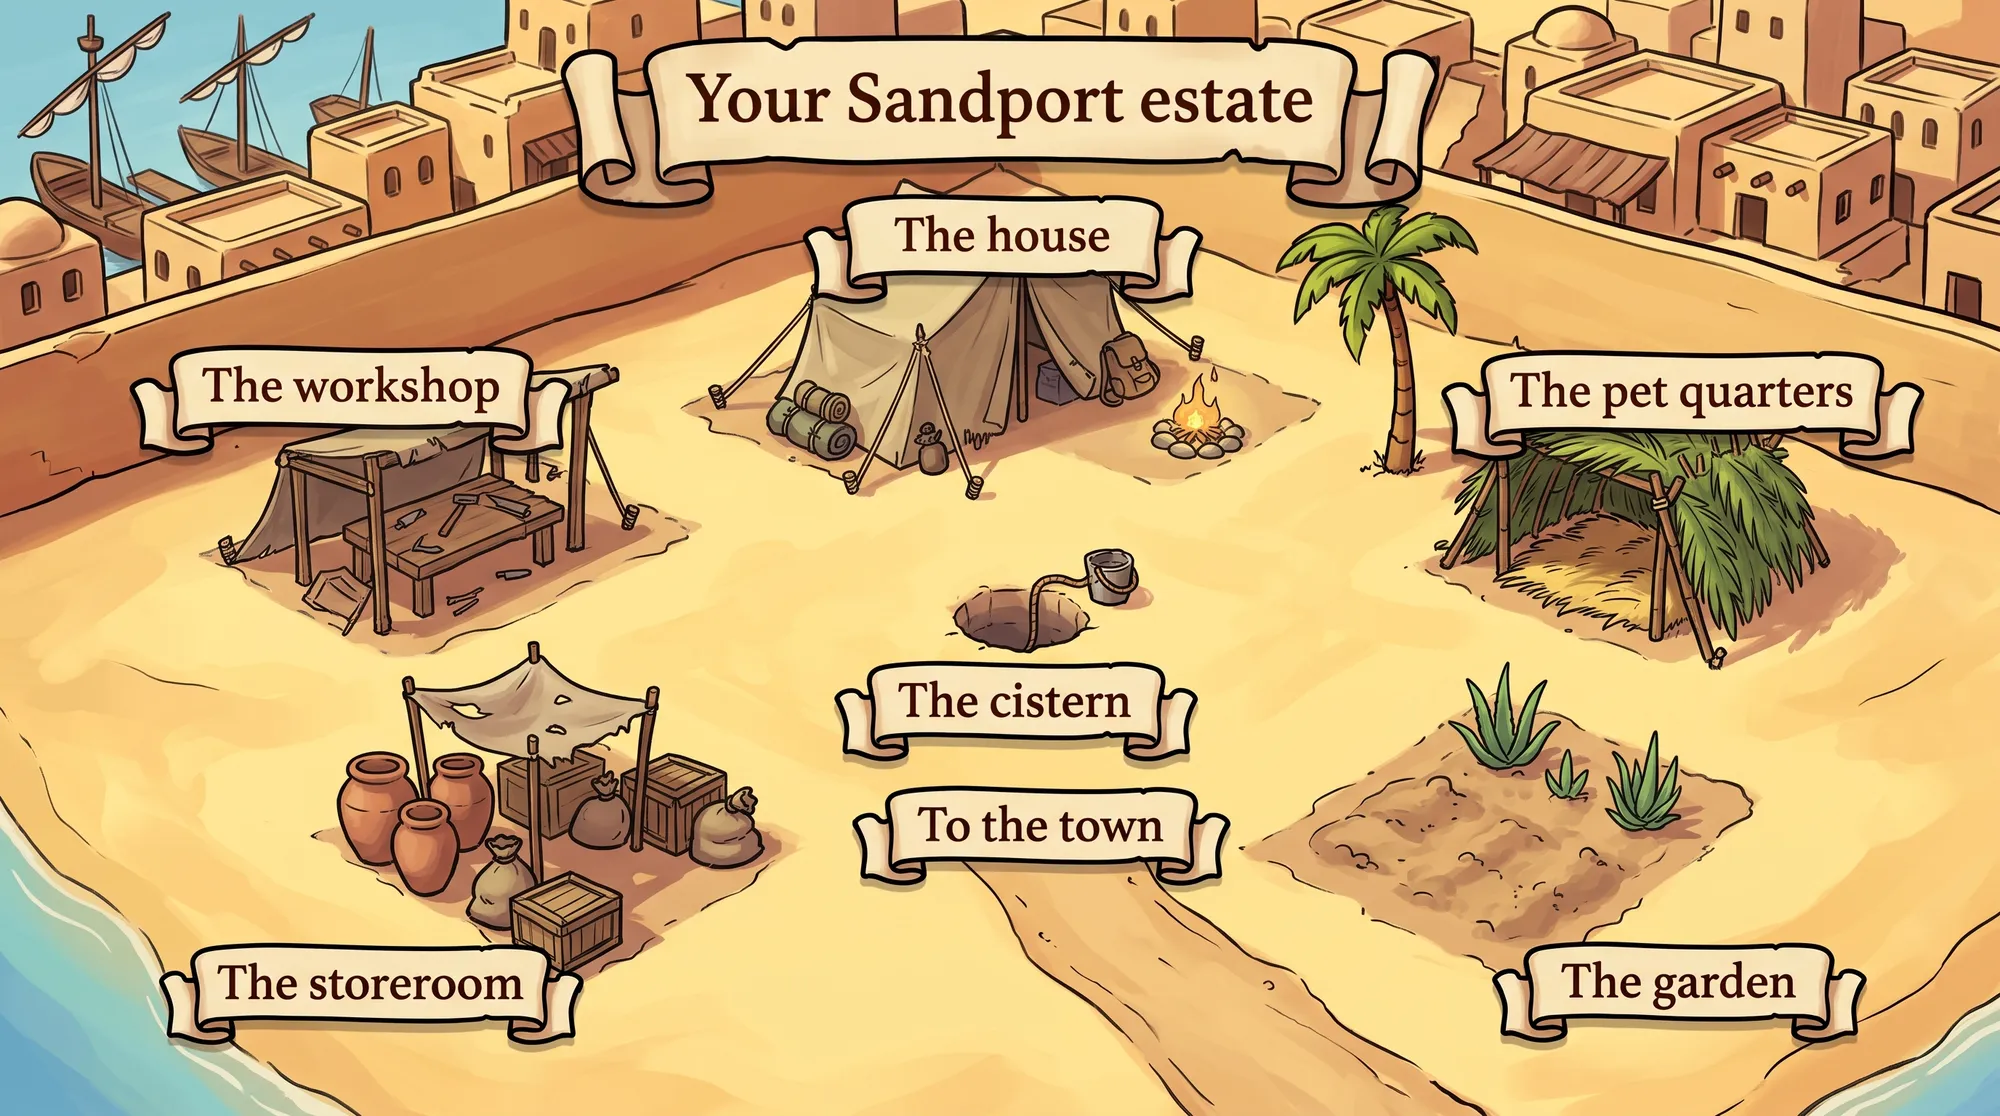 Your Sandport estate
The house
The workshop
The pet quarters
The cistern
To the town
The storeroom
The garden